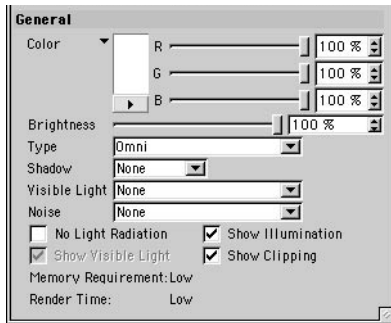 General
Color R 100 %
G 100 %
B 100 %
Brightness 100 %
Type Omni
Shadow None
Visible Light None
Noise None
No Light Radiation Show Illumination
Show Visible Light Show Clipping
Memory Requirement:Low
Render Time: Low